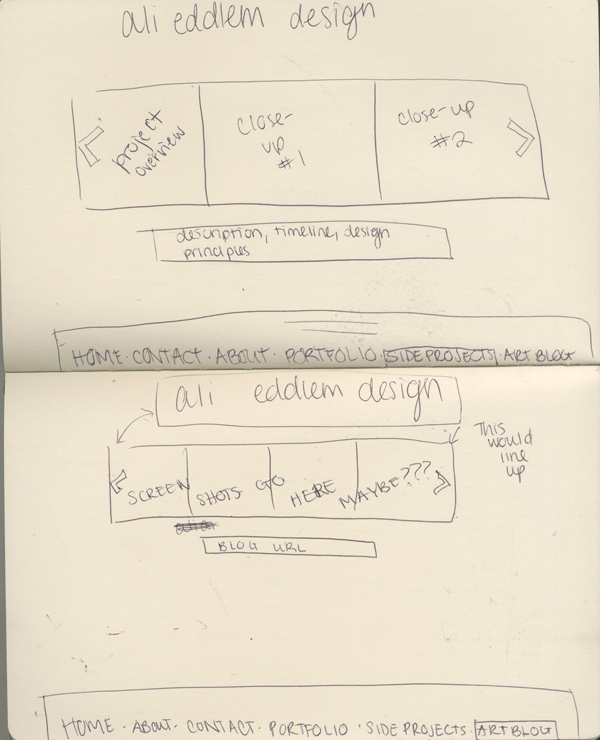 ali eddlem design
project
overview
close-
up
#1
close-up
#2
description, timeline, design
principles
HOME · CONTACT · ABOUT · PORTFOLIO · SIDE PROJECTS · ART BLOG
ali eddlem design
This
would
line
up
SCREEN SHOTS GO HERE MAYBE???
BLOG URL
HOME · ABOUT · CONTACT · PORTFOLIO · SIDE PROJECTS · ART BLOG